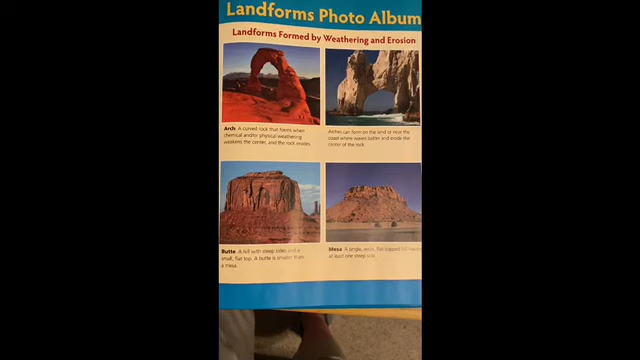 Landforms Photo Album
Landforms Formed by Weathering and Erosion
Arch A curved rock that forms when
chemical and/or physical weathering
weakens the center, and the rock erodes
Arches can form on the land or near the
coast where waves batter and erode the
center of the rock
Butte A hill with steep sides and a
small, flat top. A butte is smaller than
a mesa.
Mesa A single, wide, flat-topped hill
at least one steep side